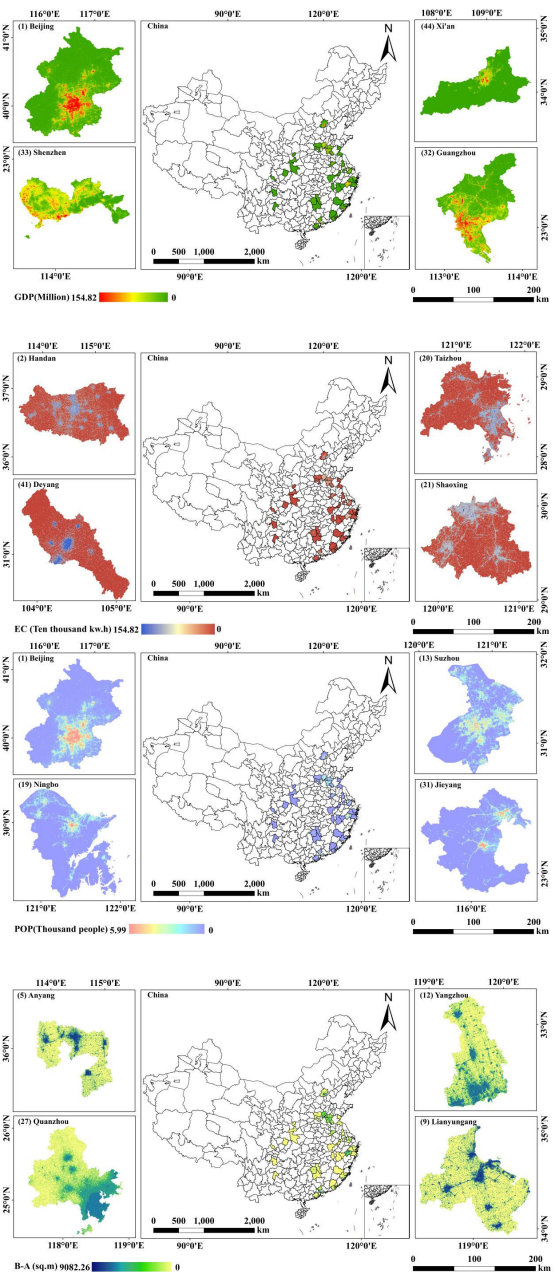 116°0'E 117°0'E 90°0'E 120°0'E 108°0'E 109°0'E
(1) Beijing
China
N
(44) Xi'an
41°0'N
40°0'N
35°0'N
34°0'N
(33) Shenzhen
(32) Guangzhou
23°0'N
23°0'N
0 500 1,000 2,000
km
114°0'E 90°0'E 120°0'E 113°0'E 114°0'E
GDP(Million) 154.82 0
0 100 200
km
114°0'E 115°0'E 90°0'E 120°0'E 121°0'E 122°0'E
(2) Handan
China
N
(20) Taizhou
37°0'N
36°0'N
29°0'N
28°0'N
(41) Deyang
(21) Shaoxing
31°0'N
30°0'N
29°0'N
0 500 1,000 2,000
km
104°0'E 105°0'E 90°0'E 120°0'E 120°0'E 121°0'E
EC (Ten thousand kw.h) 154.82 0
0 100 200
km
116°0'E 117°0'E 90°0'E 120°0'E 120°0'E 121°0'E
(1) Beijing
China
N
(13) Suzhou
41°0'N
40°0'N
32°0'N
31°0'N
(19) Ningbo
(31) Jieyang
30°0'N
23°0'N
0 500 1,000 2,000
km
121°0'E 122°0'E 90°0'E 120°0'E 116°0'E
POP(Thousand people) 5.99 0
0 100 200
km
114°0'E 115°0'E 90°0'E 120°0'E 119°0'E 120°0'E
(5) Anyang
China
N
(12) Yangzhou
36°0'N
33°0'N
(27) Quanzhou
(9) Lianyungang
26°0'N
25°0'N
35°0'N
34°0'N
0 500 1,000 2,000
km
118°0'E 119°0'E 90°0'E 120°0'E 119°0'E
B-A (sq.m) 9082.26 0
0 100 200
km